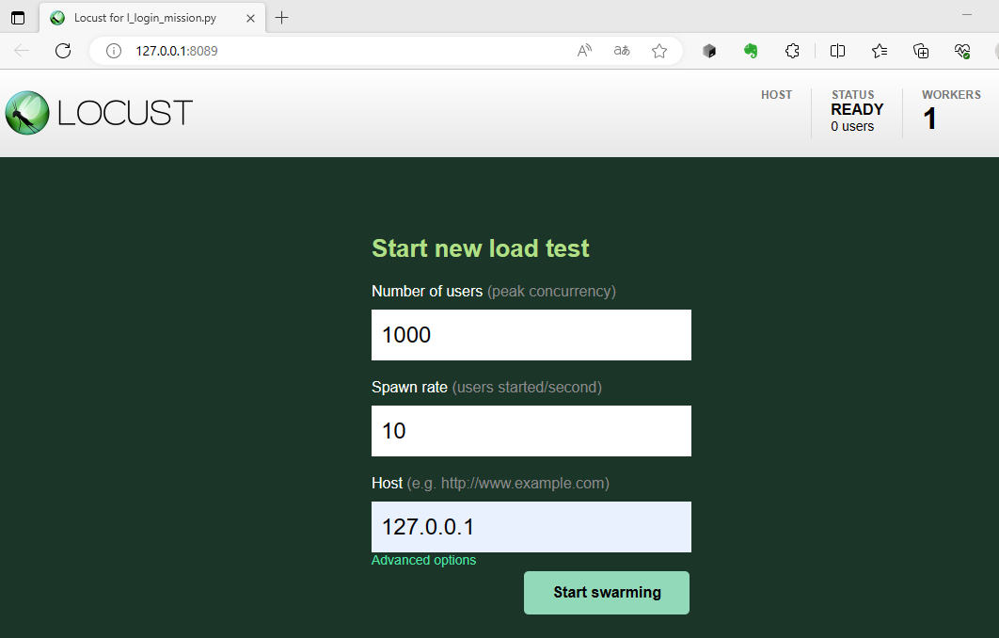 Locust for l_login_mission.py
127.0.0.1:8089
A
aあ
LOCUST
HOST
STATUS
READY
0 users
WORKERS
1
Start new load test
Number of users (peak concurrency)
1000
Spawn rate (users started/second)
10
Host (e.g. http://www.example.com)
127.0.0.1
Advanced options
Start swarming